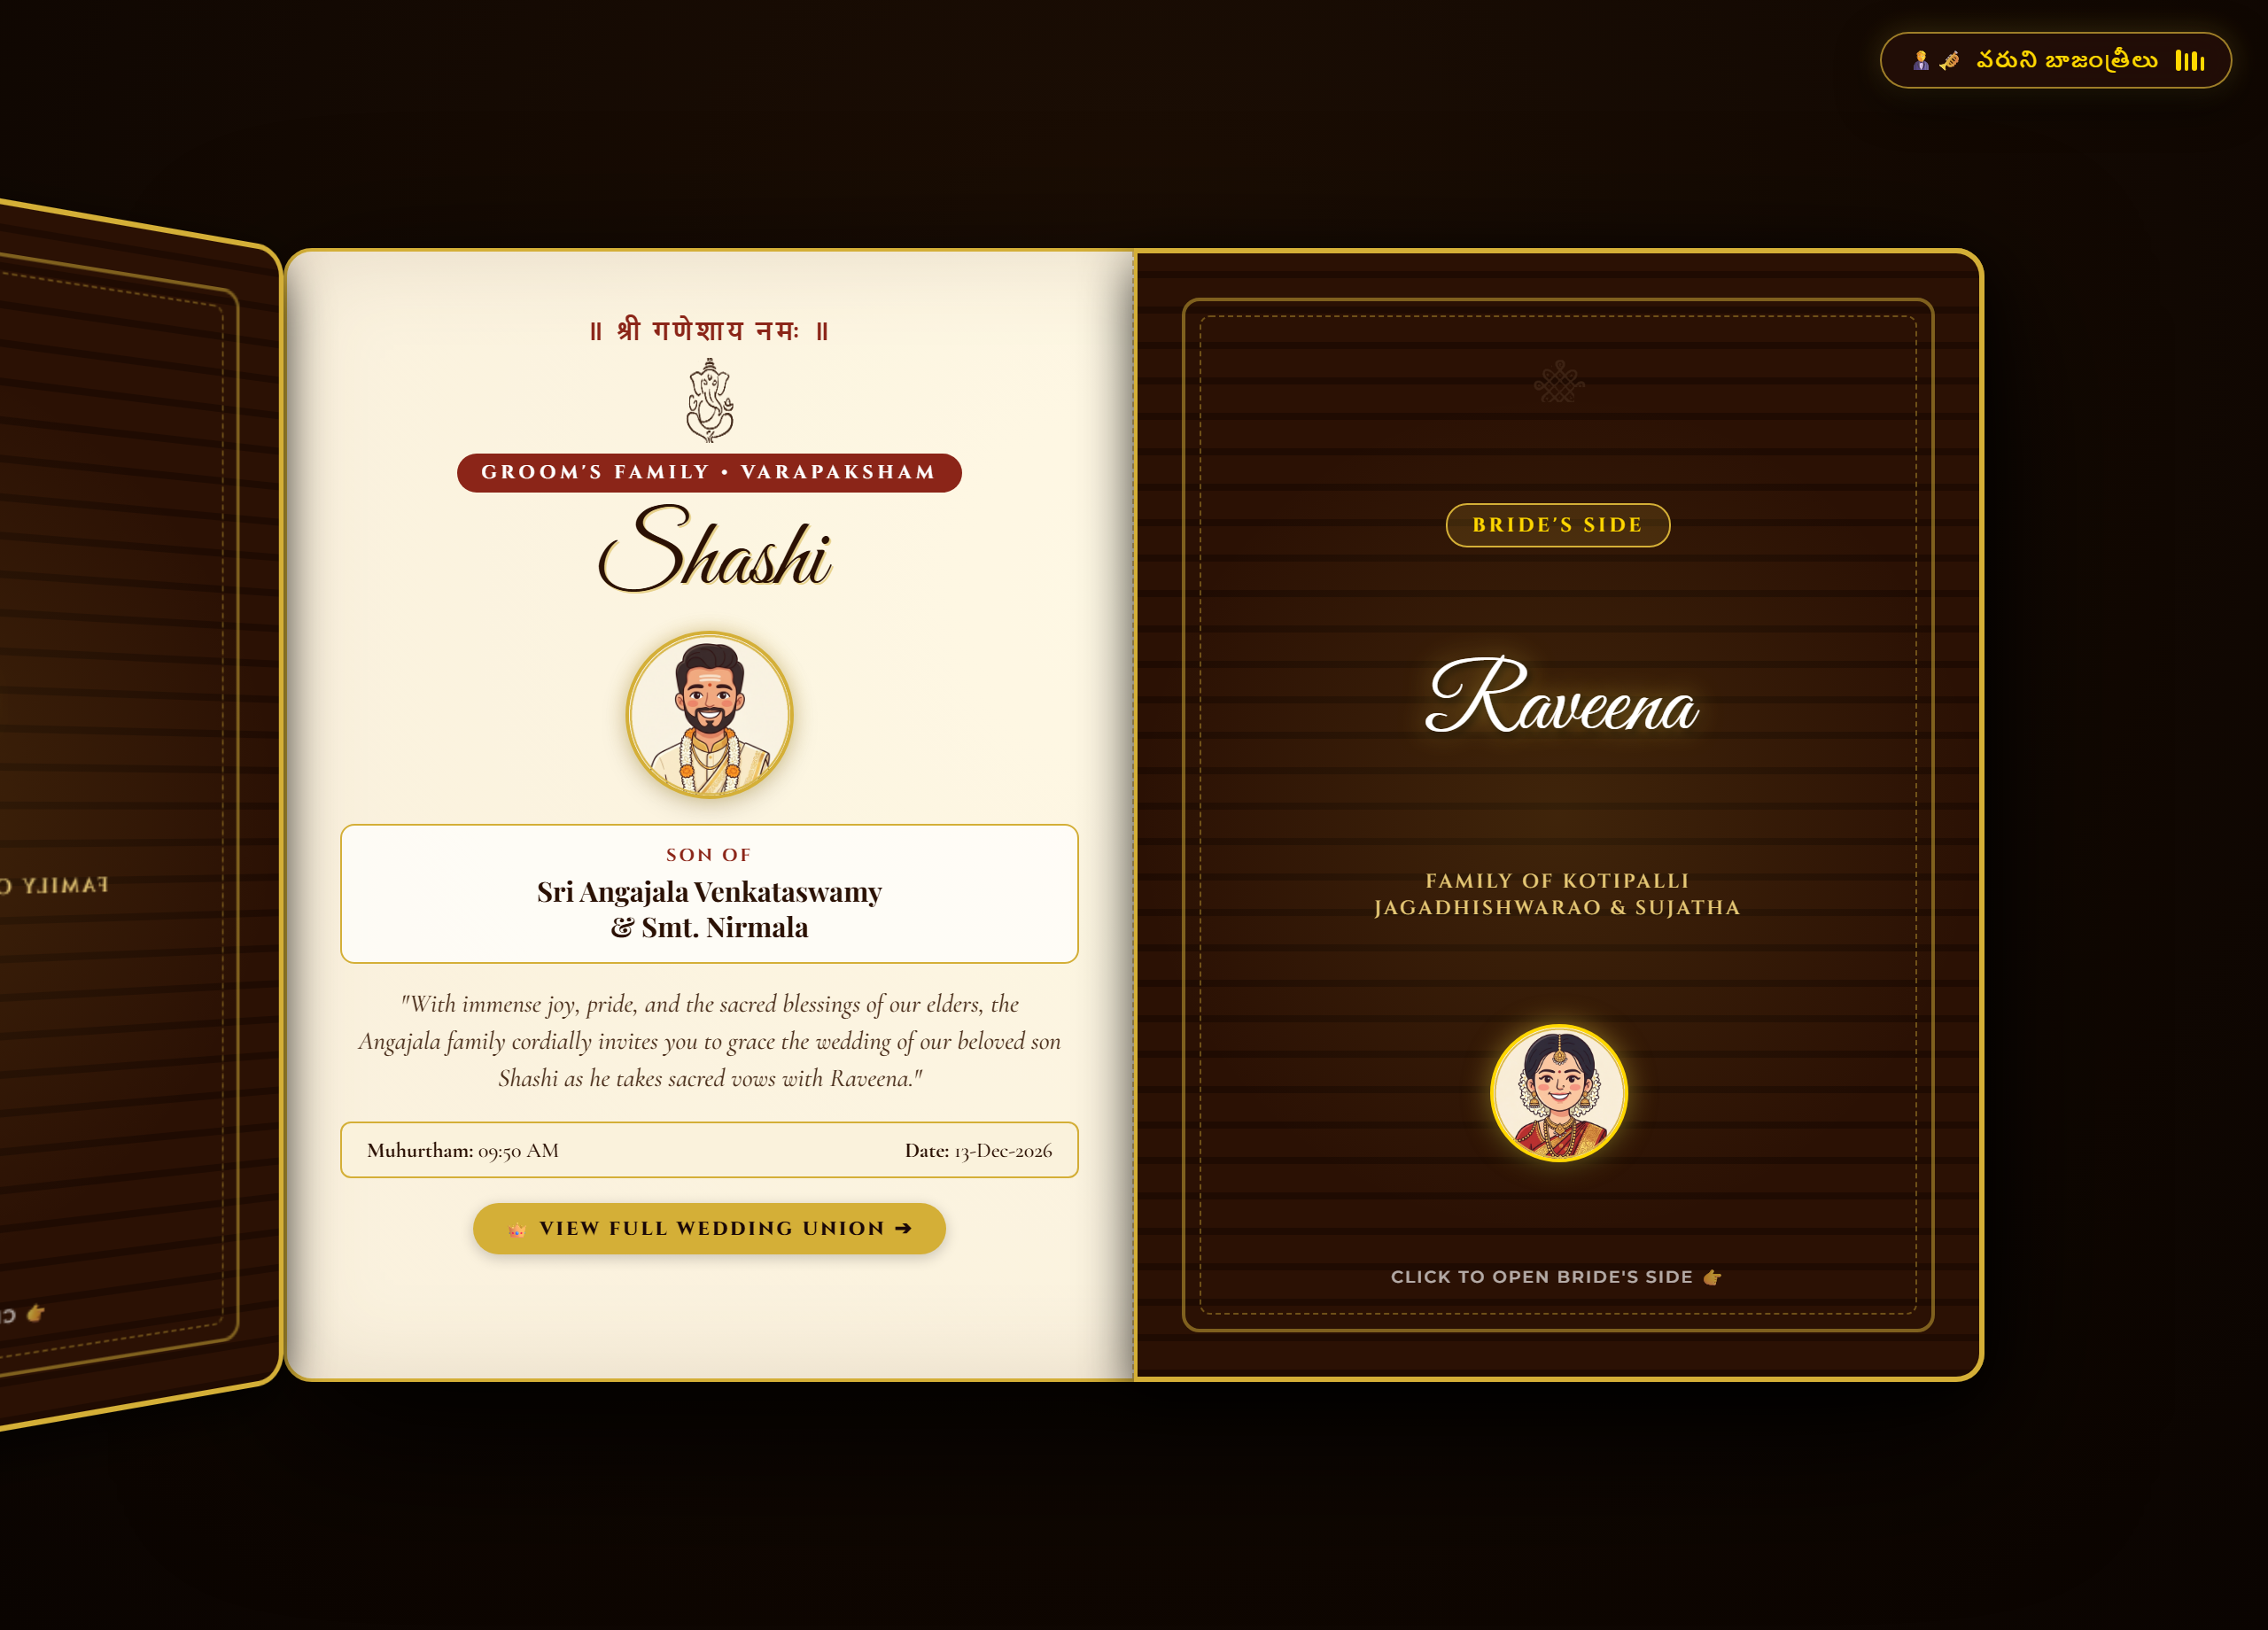 వరుని బాజంత్రీలు
॥ श्री गणेशाय नमः ॥
GROOM'S FAMILY • VARAPAKSHAM
Shashi
SON OF
Sri Angajala Venkataswamy
& Smt. Nirmala
"With immense joy, pride, and the sacred blessings of our elders, the
Angajala family cordially invites you to grace the wedding of our beloved son
Shashi as he takes sacred vows with Raveena."
Muhurtham: 09:50 AM
Date: 13-Dec-2026
VIEW FULL WEDDING UNION ➔
BRIDE'S SIDE
Raveena
FAMILY OF KOTIPALLI
JAGADHISHWARAO & SUJATHA
CLICK TO OPEN BRIDE'S SIDE
FAMILY